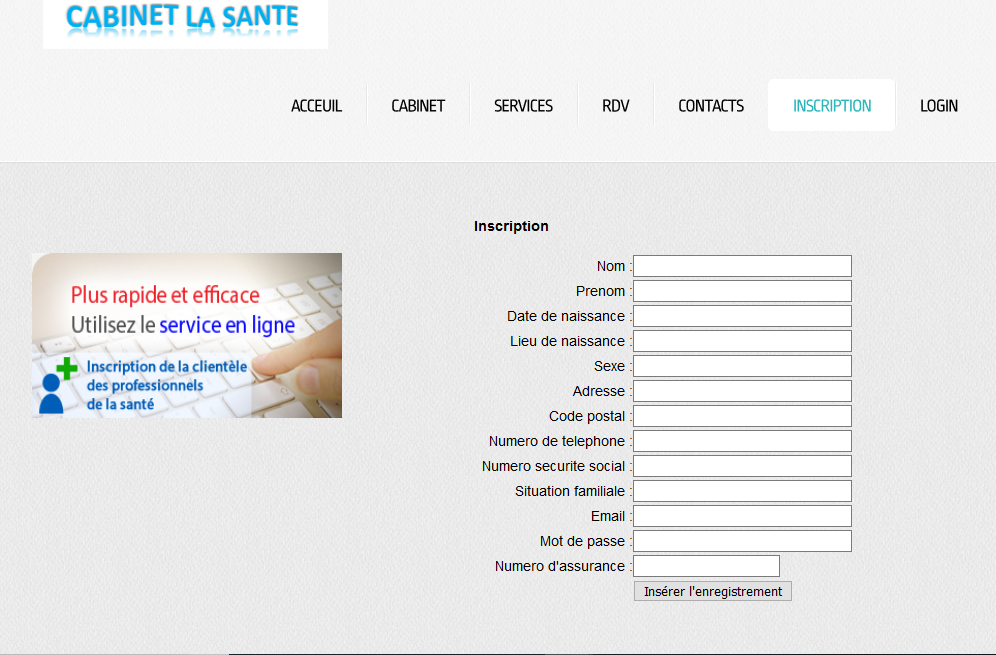 CABINET LA SANTE
ACCEUIL CABINET SERVICES RDV CONTACTS INSCRIPTION LOGIN
Inscription
Plus rapide et efficace
Utilisez le service en ligne
Inscription de la clientèle
des professionnels
de la santé
Nom :
Prenom :
Date de naissance :
Lieu de naissance :
Sexe :
Adresse :
Code postal :
Numero de telephone :
Numero securite social :
Situation familiale :
Email :
Mot de passe :
Numero d'assurance :
Insérer l'enregistrement